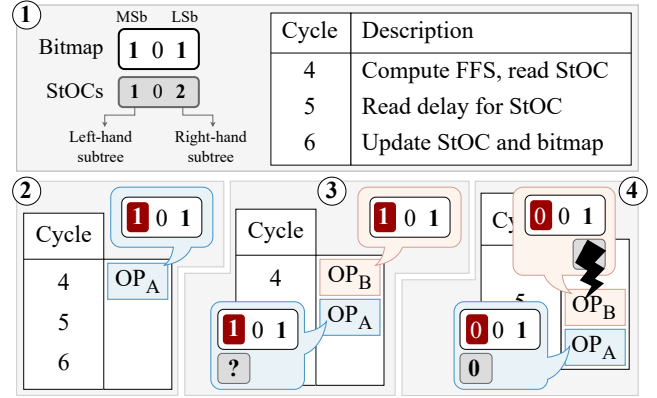 1
MSb LSb
Bitmap 1 0 1
StOCs 1 0 2
Left-hand subtree
Right-hand subtree
Cycle Description
4 Compute FFS, read StOC
5 Read delay for StOC
6 Update StOC and bitmap
2
1 0 1
Cycle
4 OPA
5
6
3
1 0 1
Cycle
4 OPB
OPA
1 0 1
?
4
0 0 1
Cy
OPB
OPA
0 0 1
0